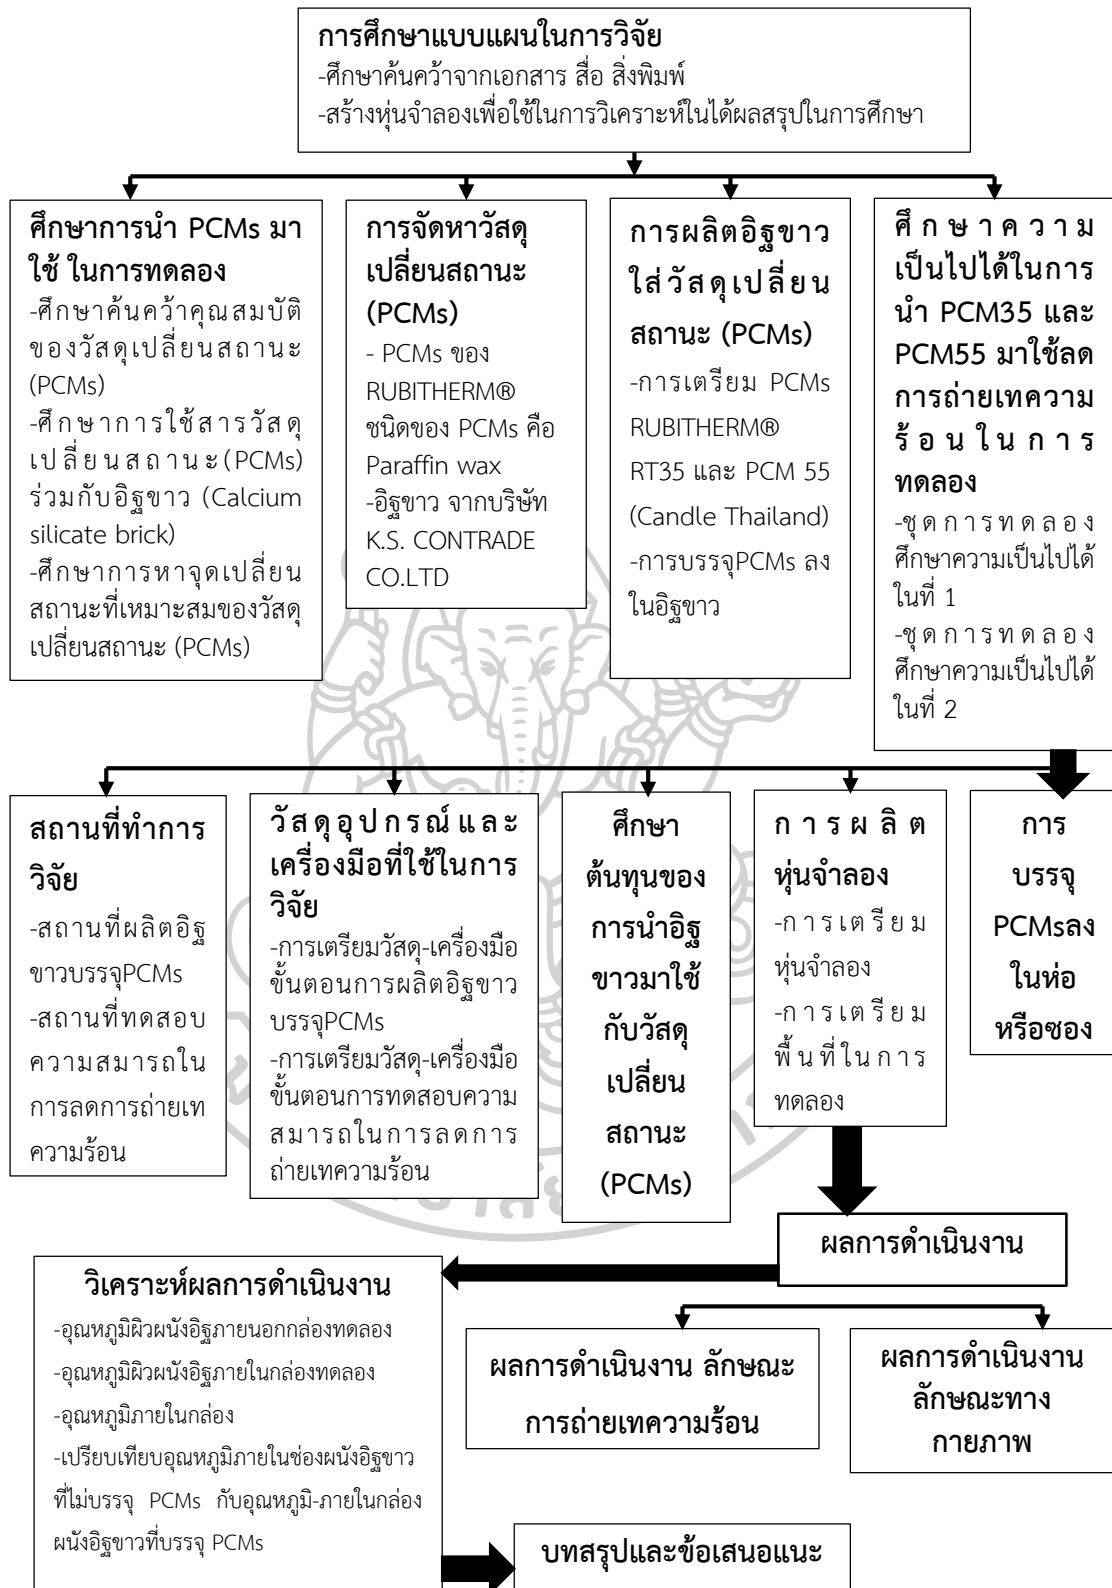 การศึกษาแบบแผนในการวิจัย
-ศึกษาค้นคว้าจากเอกสาร สื่อ สิ่งพิมพ์
-สร้างหุ่นจำลองเพื่อใช้ในการวิเคราะห์ในได้ผลสรุปในการศึกษา
ศึกษาการนำ PCMs มา
ใช้ ในการทดลอง
-ศึกษาค้นคว้าคุณสมบัติ
ของวัสดุเปลี่ยนสถานะ
(PCMs)
-ศึกษาการใช้สารวัสดุ
เปลี่ยนสถานะ(PCMs)
ร่วมกับอิฐขาว (Calcium
silicate brick)
-ศึกษาการหาจุดเปลี่ยน
สถานะที่เหมาะสมของวัสดุ
เปลี่ยนสถานะ (PCMs)
การจัดหาวัสดุ
เปลี่ยนสถานะ
(PCMs)
- PCMs ของ
RUBITHERM®
ชนิดของ PCMs คือ
Paraffin wax
-อิฐขาว จากบริษัท
K.S. CONTRADE
CO.LTD
การผลิตอิฐขาว
ใส่วัสดุเปลี่ยน
สถานะ (PCMs)
-การเตรียม PCMs
RUBITHERM®
RT35 และ PCM 55
(Candle Thailand)
-การบรรจุPCMs ลง
ในอิฐขาว
ศึกษาความ
เป็นไปได้ในการ
นำ PCM35 และ
PCM55 มาใช้ลด
การถ่ายเทความ
ร้อนในการ
ทดลอง
-ชุดการทดลอง
ศึกษาความเป็นไปได้
ในที่ 1
-ชุดการทดลอง
ศึกษาความเป็นไปได้
ในที่ 2
สถานที่ทำการ
วิจัย
-สถานที่ผลิตอิฐ
ขาวบรรจุPCMs
-สถานที่ทดสอบ
ความสมารถใน
การลดการถ่ายเท
ความร้อน
วัสดุอุปกรณ์และ
เครื่องมือที่ใช้ในการ
วิจัย
-การเตรียมวัสดุ-เครื่องมือ
ขั้นตอนการผลิตอิฐขาว
บรรจุPCMs
-การเตรียมวัสดุ-เครื่องมือ
ขั้นตอนการทดสอบความ
สมารถในการลดการ
ถ่ายเทความร้อน
ศึกษา
ต้นทุนของ
การนำอิฐ
ขาวมาใช้
กับวัสดุ
เปลี่ยน
สถานะ
(PCMs)
การผลิต
หุ่นจำลอง
-การเตรียม
หุ่นจำลอง
-การเตรียม
พื้นที่ในการ
ทดลอง
การ
บรรจุ
PCMsลง
ในห่อ
หรือซอง
ผลการดำเนินงาน
วิเคราะห์ผลการดำเนินงาน
-อุณหภูมิผิวผนังอิฐภายนอกกล่องทดลอง
-อุณหภูมิผิวผนังอิฐภายในกล่องทดลอง
-อุณหภูมิภายในกล่อง
-เปรียบเทียบอุณหภูมิภายในช่องผนังอิฐขาว
ที่ไม่บรรจุ PCMs กับอุณหภูมิ-ภายในกล่อง
ผนังอิฐขาวที่บรรจุ PCMs
ผลการดำเนินงาน ลักษณะ
การถ่ายเทความร้อน
ผลการดำเนินงาน
ลักษณะทาง
กายภาพ
บทสรุปและข้อเสนอแนะ